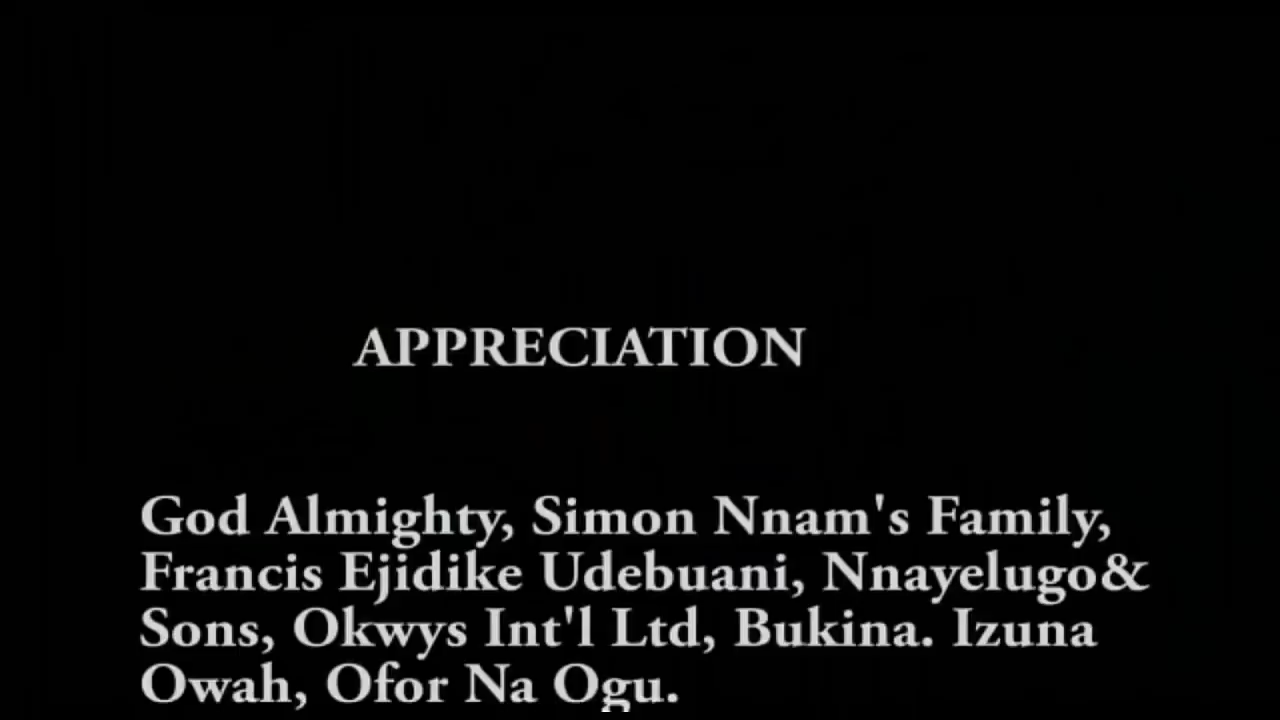 APPRECIATION
God Almighty, Simon Nnam's Family,
Francis Ejidike Udebuani, Nnayelugo&
Sons, Okwys Int'l Ltd, Bukina. Izuna
Owah, Ofor Na Ogu.